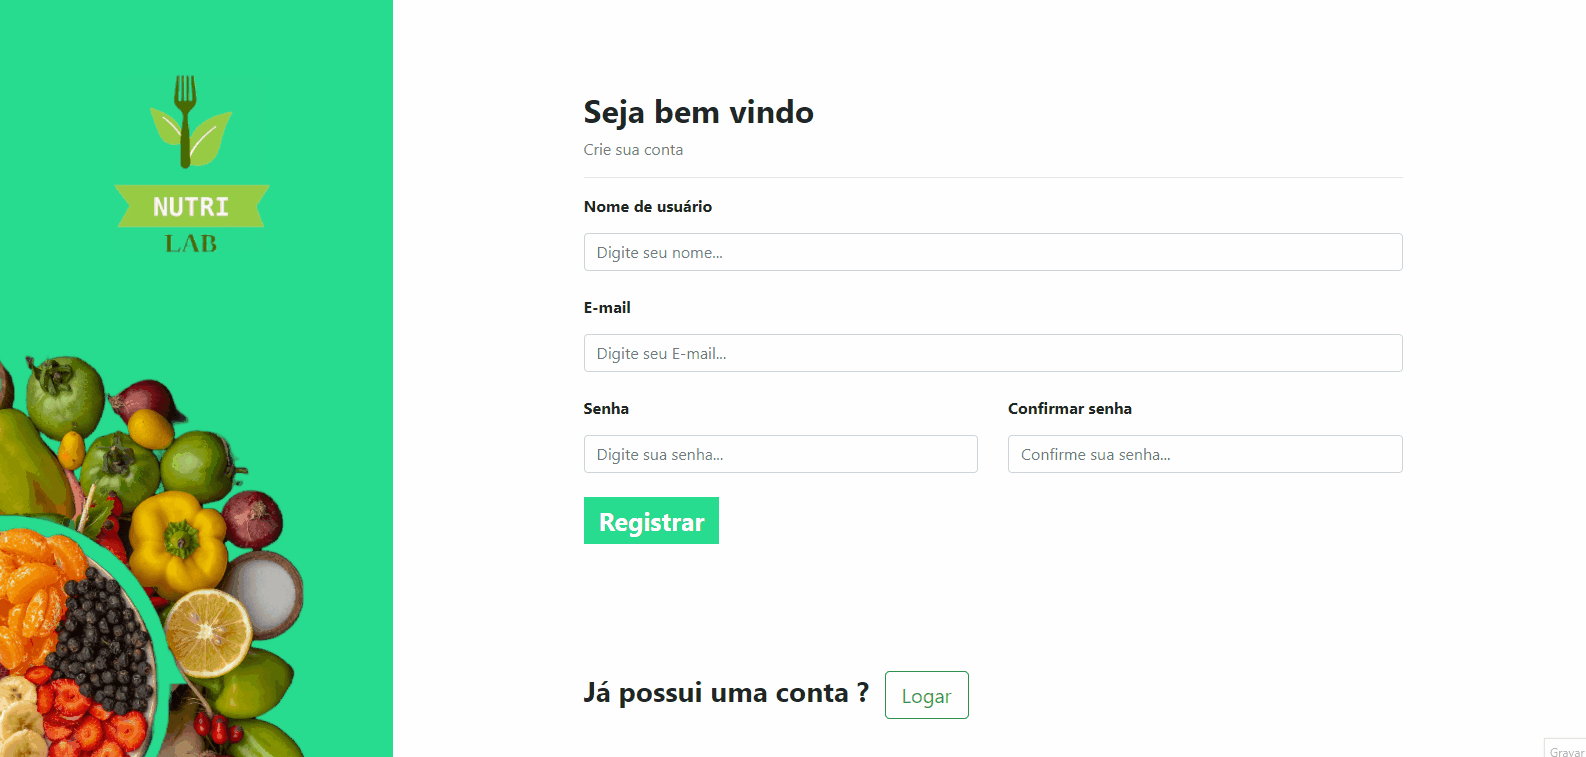 NUTRI
LAB
Seja bem vindo
Crie sua conta
Nome de usuário
Digite seu nome...
E-mail
Digite seu E-mail...
Senha
Confirmar senha
Digite sua senha...
Confirme sua senha...
Registrar
Já possui uma conta ?
Logar
Gravar